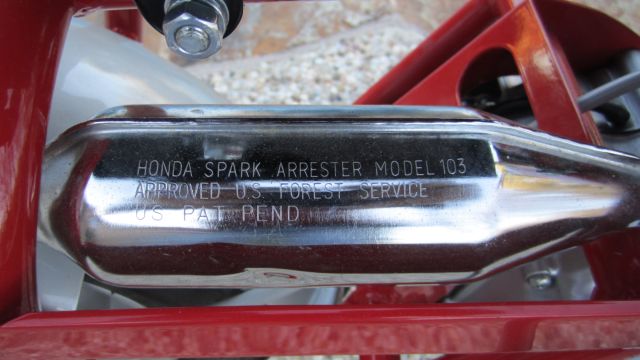 HONDA SPARK ARRESTER MODEL 103
APPROVED U.S. FOREST SERVICE
US PAT PEND